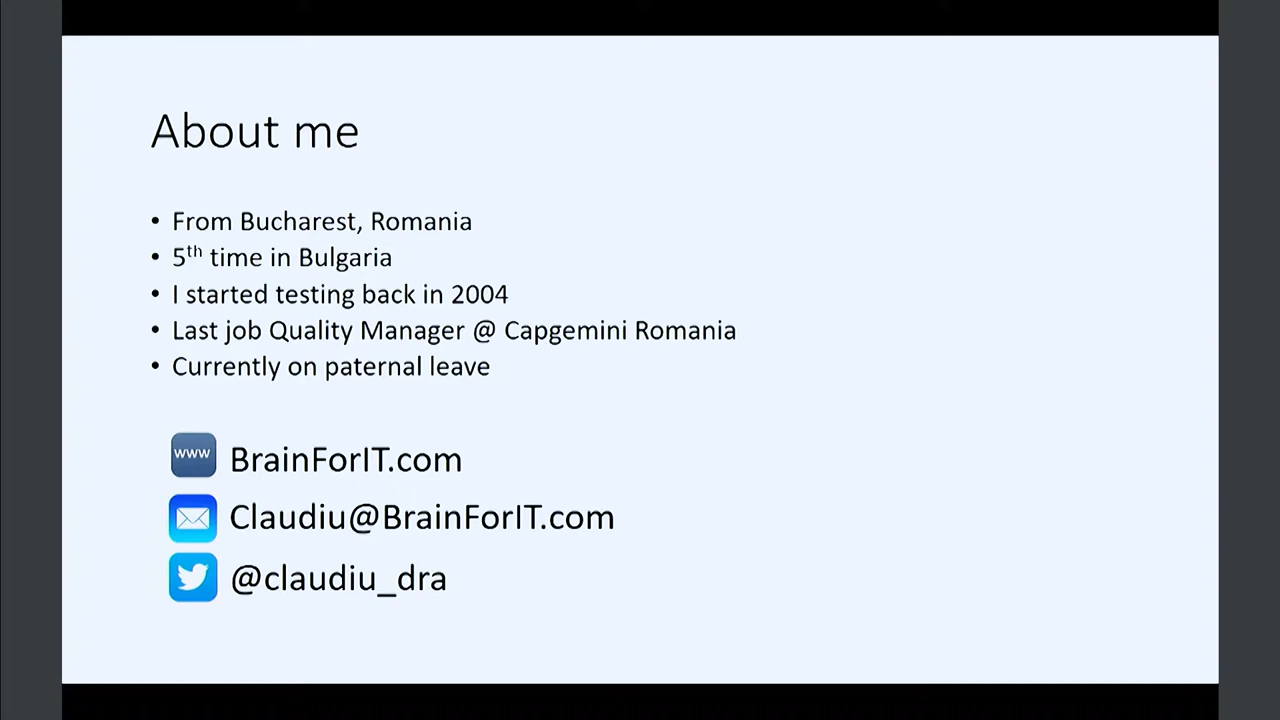 About me
• From Bucharest, Romania
• 5th time in Bulgaria
• I started testing back in 2004
• Last job Quality Manager @ Capgemini Romania
• Currently on paternal leave
www BrainForIT.com
Claudiu@BrainForIT.com
@claudiu_dra